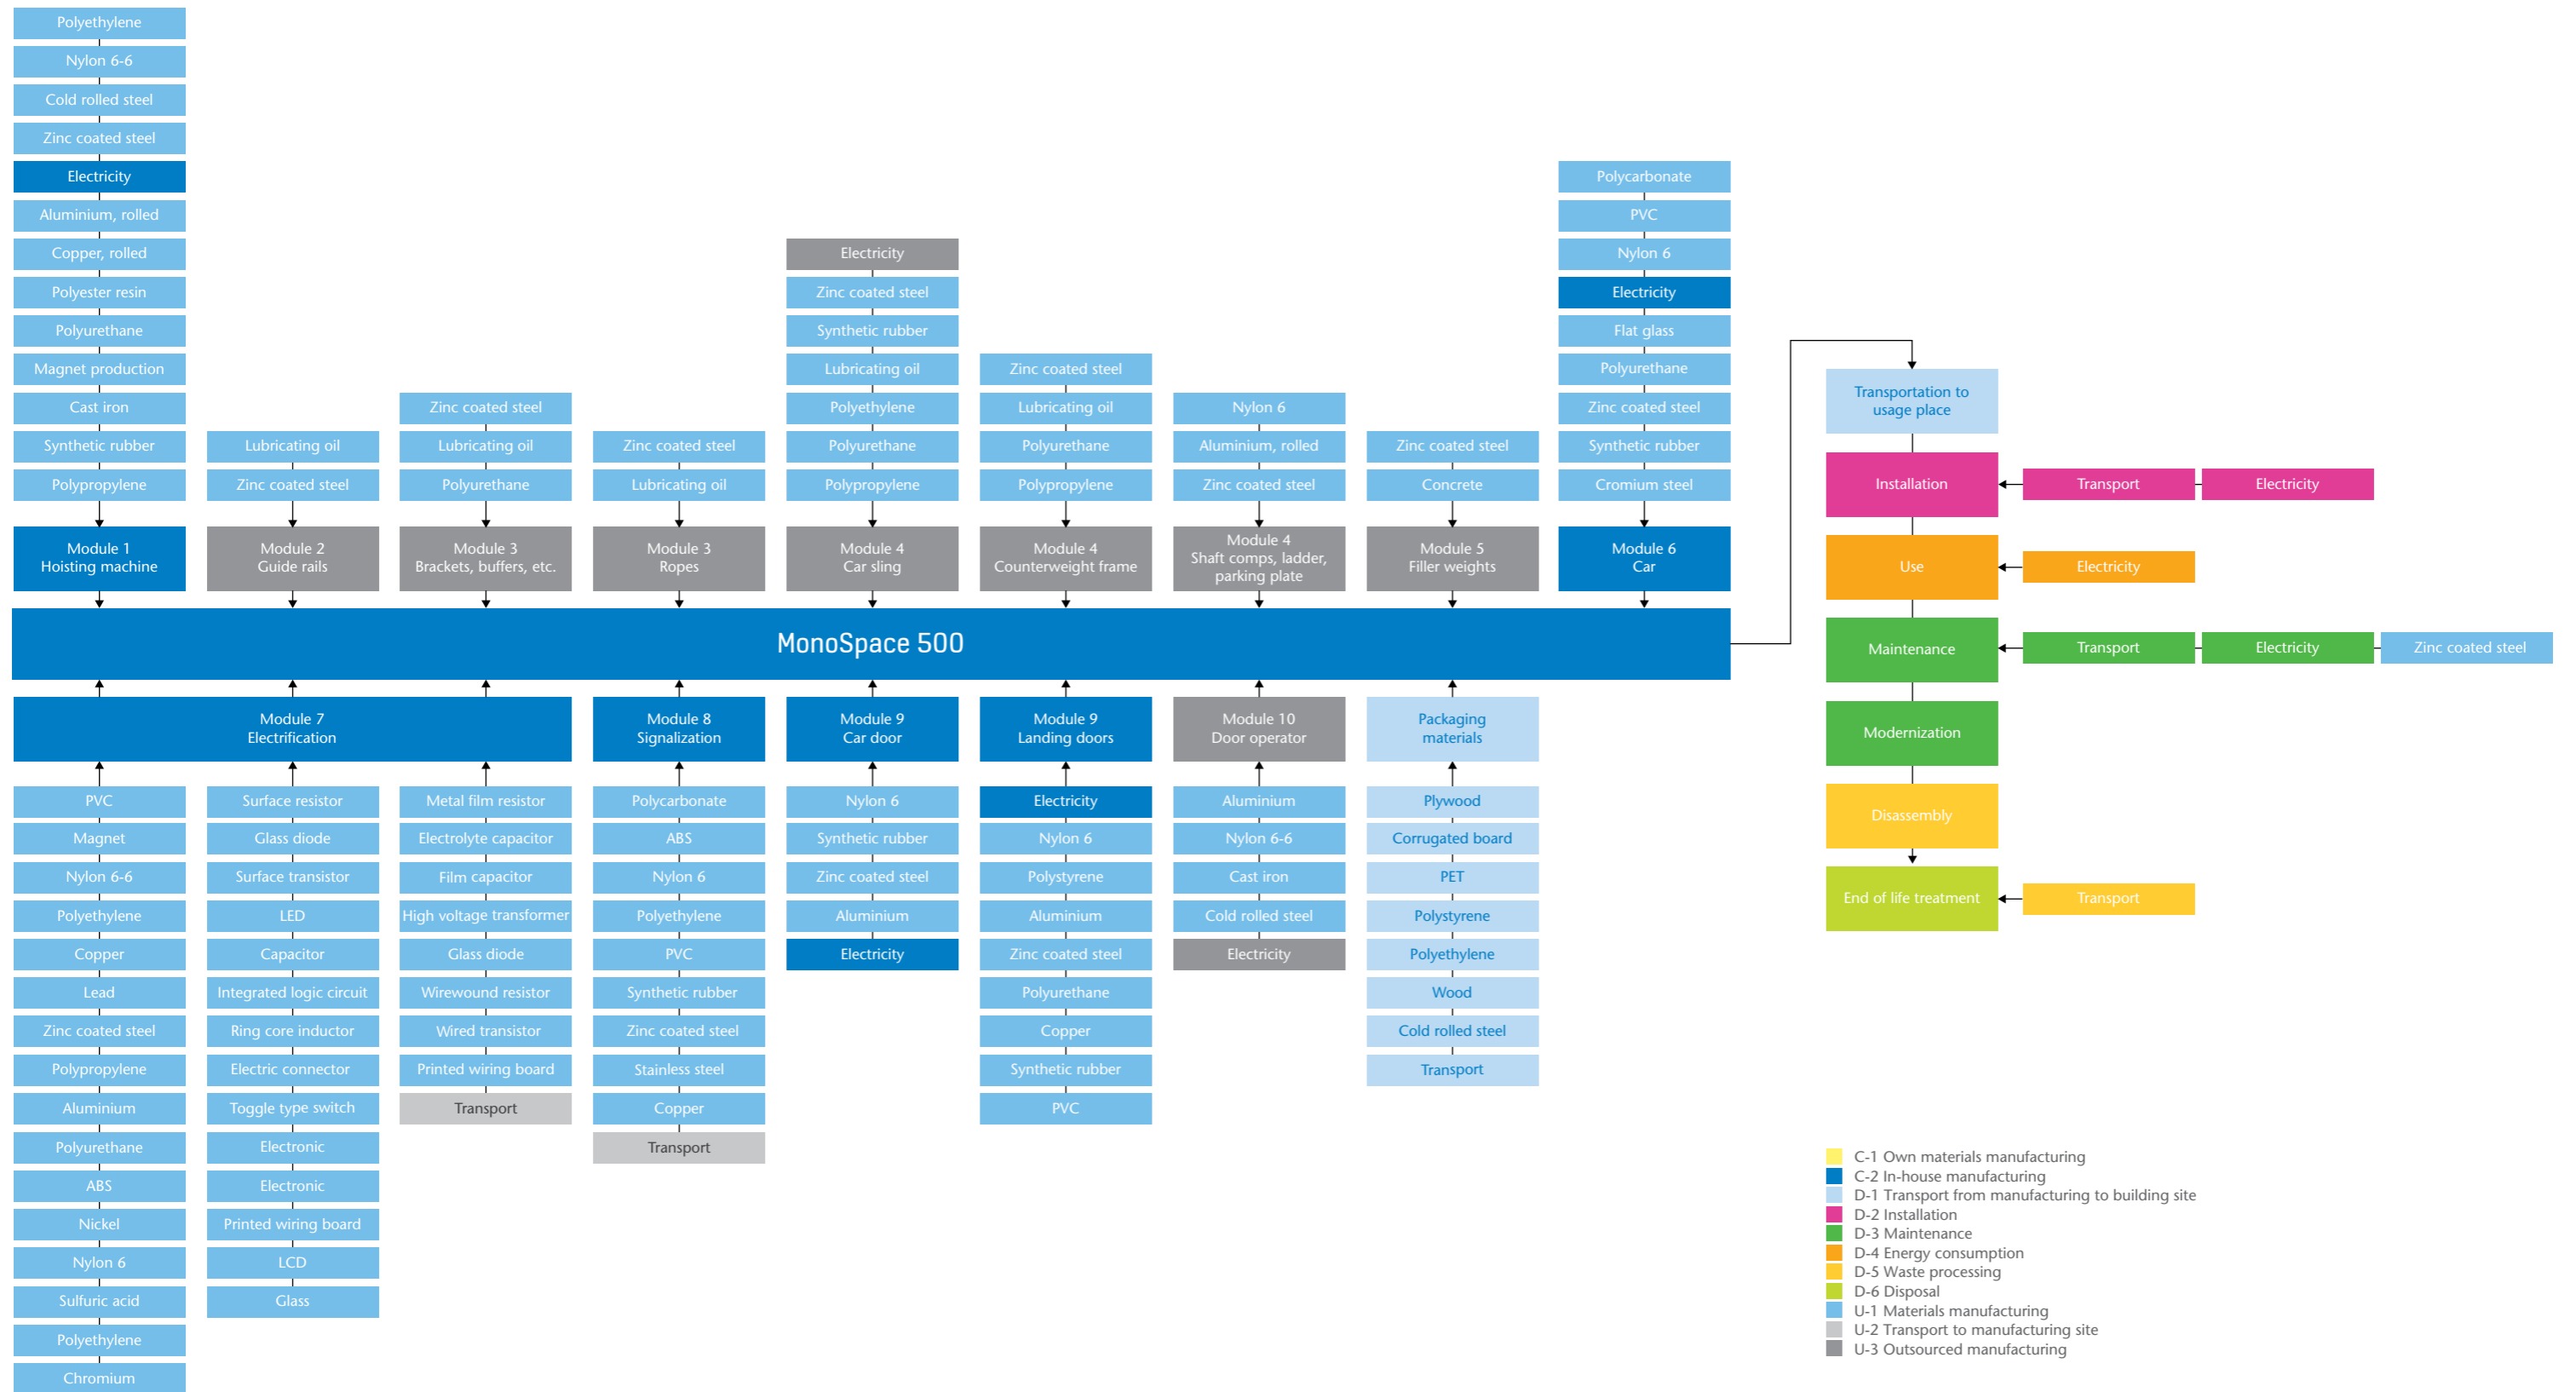 Polyethylene
Nylon 6-6
Cold rolled steel
Zinc coated steel
Electricity
Aluminium, rolled
Copper, rolled
Polyester resin
Polyurethane
Magnet production
Cast iron
Synthetic rubber
Polypropylene
Module 1
Hoisting machine
Lubricating oil
Zinc coated steel
Module 2
Guide rails
Zinc coated steel
Lubricating oil
Polyurethane
Module 3
Brackets, buffers, etc.
Zinc coated steel
Lubricating oil
Module 3
Ropes
Electricity
Zinc coated steel
Synthetic rubber
Lubricating oil
Polyethylene
Polyurethane
Polypropylene
Module 4
Car sling
Zinc coated steel
Lubricating oil
Polyurethane
Polypropylene
Module 4
Counterweight frame
Nylon 6
Aluminium, rolled
Zinc coated steel
Module 4
Shaft comps, ladder,
parking plate
Zinc coated steel
Concrete
Module 5
Filler weights
Polycarbonate
PVC
Nylon 6
Electricity
Flat glass
Polyurethane
Zinc coated steel
Synthetic rubber
Cromium steel
Module 6
Car
MonoSpace 500
Module 7
Electrification
PVC
Magnet
Nylon 6-6
Polyethylene
Copper
Lead
Zinc coated steel
Polypropylene
Aluminium
Polyurethane
ABS
Nickel
Nylon 6
Sulfuric acid
Polyethylene
Chromium
Surface resistor
Glass diode
Surface transistor
LED
Capacitor
Integrated logic circuit
Ring core inductor
Electric connector
Toggle type switch
Electronic
Electronic
Printed wiring board
LCD
Glass
Metal film resistor
Electrolyte capacitor
Film capacitor
High voltage transformer
Glass diode
Wirewound resistor
Wired transistor
Printed wiring board
Transport
Module 8
Signalization
Polycarbonate
ABS
Nylon 6
Polyethylene
PVC
Synthetic rubber
Zinc coated steel
Stainless steel
Copper
Transport
Module 9
Car door
Nylon 6
Synthetic rubber
Zinc coated steel
Aluminium
Electricity
Module 9
Landing doors
Electricity
Nylon 6
Polystyrene
Aluminium
Zinc coated steel
Polyurethane
Copper
Synthetic rubber
PVC
Module 10
Door operator
Aluminium
Nylon 6-6
Cast iron
Cold rolled steel
Electricity
Packaging
materials
Plywood
Corrugated board
PET
Polystyrene
Polyethylene
Wood
Cold rolled steel
Transport
Transportation to
usage place
Installation
Transport
Electricity
Use
Electricity
Maintenance
Transport
Electricity
Zinc coated steel
Modernization
Disassembly
End of life treatment
Transport
C-1 Own materials manufacturing
C-2 In-house manufacturing
D-1 Transport from manufacturing to building site
D-2 Installation
D-3 Maintenance
D-4 Energy consumption
D-5 Waste processing
D-6 Disposal
U-1 Materials manufacturing
U-2 Transport to manufacturing site
U-3 Outsourced manufacturing